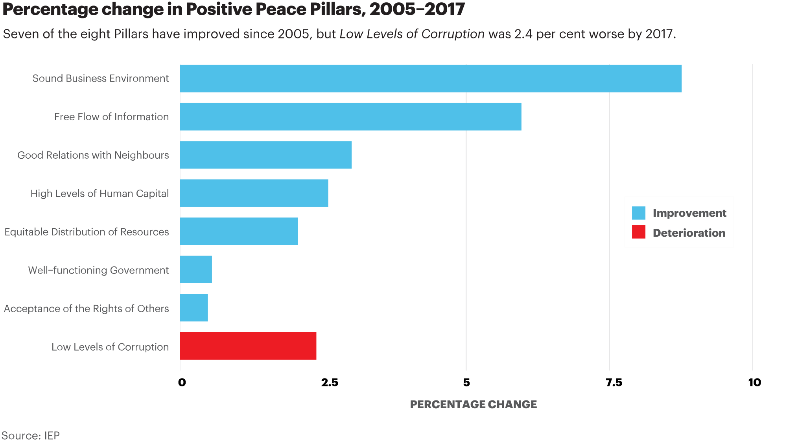 Percentage change in Positive Peace Pillars, 2005–2017
Seven of the eight Pillars have improved since 2005, but Low Levels of Corruption was 2.4 per cent worse by 2017.
Sound Business Environment
Free Flow of Information
Good Relations with Neighbours
High Levels of Human Capital
Equitable Distribution of Resources
Well–functioning Government
Acceptance of the Rights of Others
Low Levels of Corruption
Improvement
Deterioration
0 2.5 5 7.5 10
PERCENTAGE CHANGE
Source: IEP